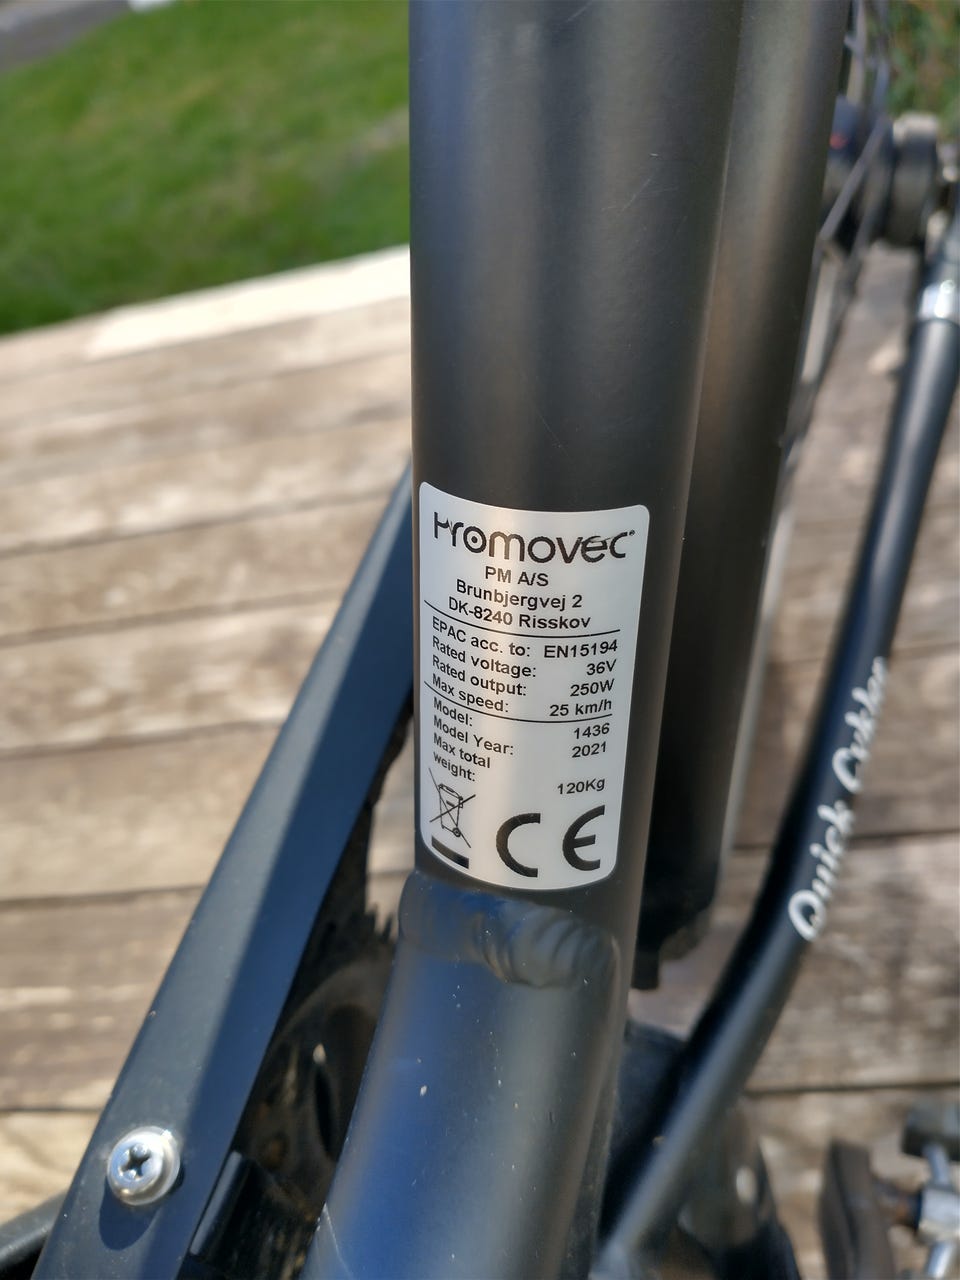 Promovec®
PM A/S
Brunbjergvej 2
DK-8240 Risskov
EPAC acc. to: EN15194
Rated voltage: 36V
Rated output: 250W
Max speed: 25 km/h
Model: 1436
Model Year: 2021
Max total
weight: 120Kg
CE
Quick Cykler